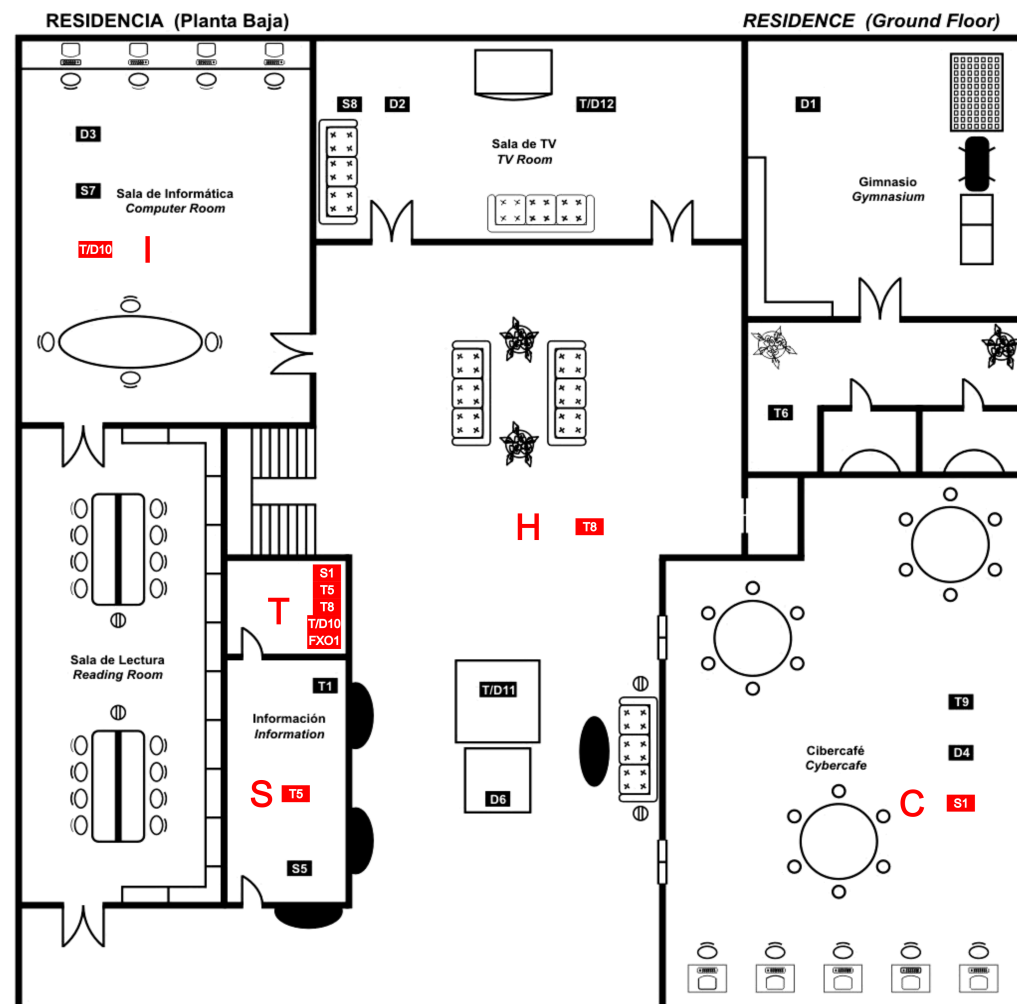 RESIDENCIA (Planta Baja)
RESIDENCE (Ground Floor)
S8
D2
T/D12
D1
D3
Sala de TV
TV Room
S7
Sala de Informática
Computer Room
Gimnasio
Gymnasium
T/D10
I
T6
H
T8
T
S1
T5
T8
T/D10
FXO1
Sala de Lectura
Reading Room
T1
T/D11
Información
Information
T9
Cibercafé
Cybercafe
D4
S
T5
D6
C
S1
S5